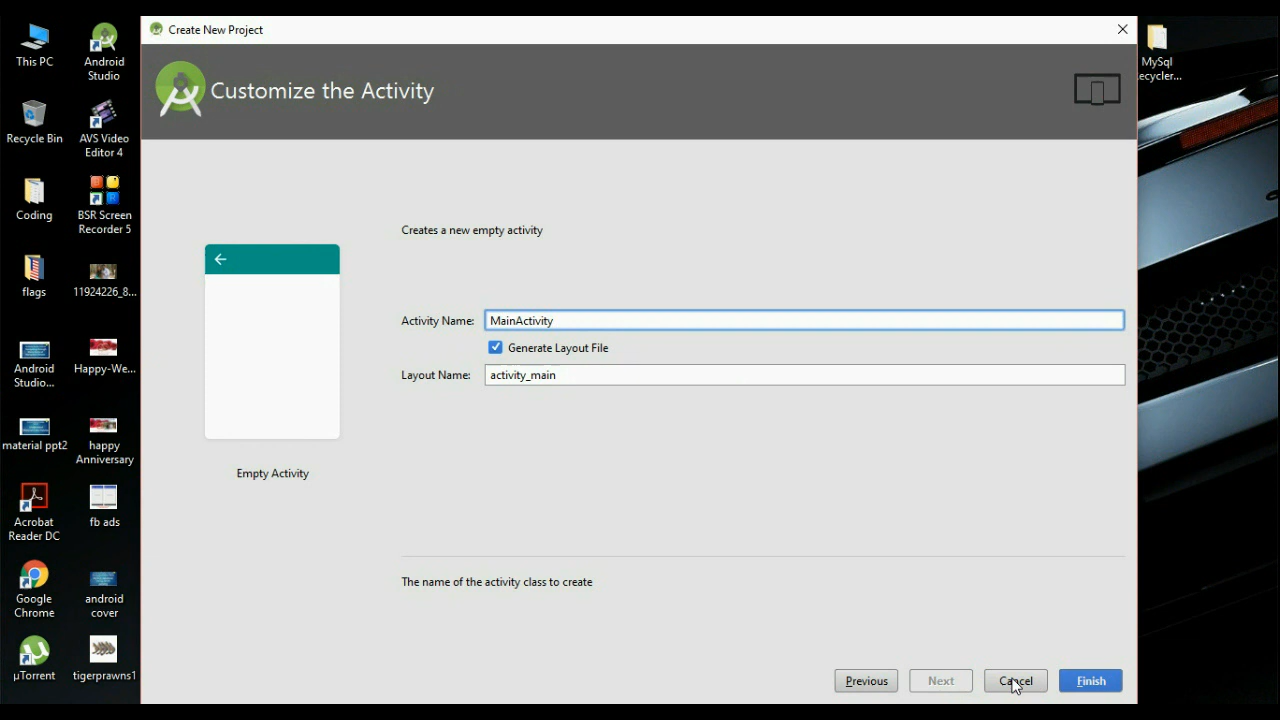 Create New Project
Customize the Activity
Creates a new empty activity
Activity Name:
MainActivity
Generate Layout File
Layout Name:
activity_main
Empty Activity
The name of the activity class to create
Previous
Next
Cancel
Finish
This PC
Android
Studio
Recycle Bin
AVS Video
Editor 4
Coding
BSR Screen
Recorder 5
flags
11924226_8...
Android
Studio...
Happy-We...
material ppt2
happy
Anniversary
Acrobat
Reader DC
fb ads
Google
Chrome
android
cover
µTorrent
tigerprawns1
MySql
ecycler...